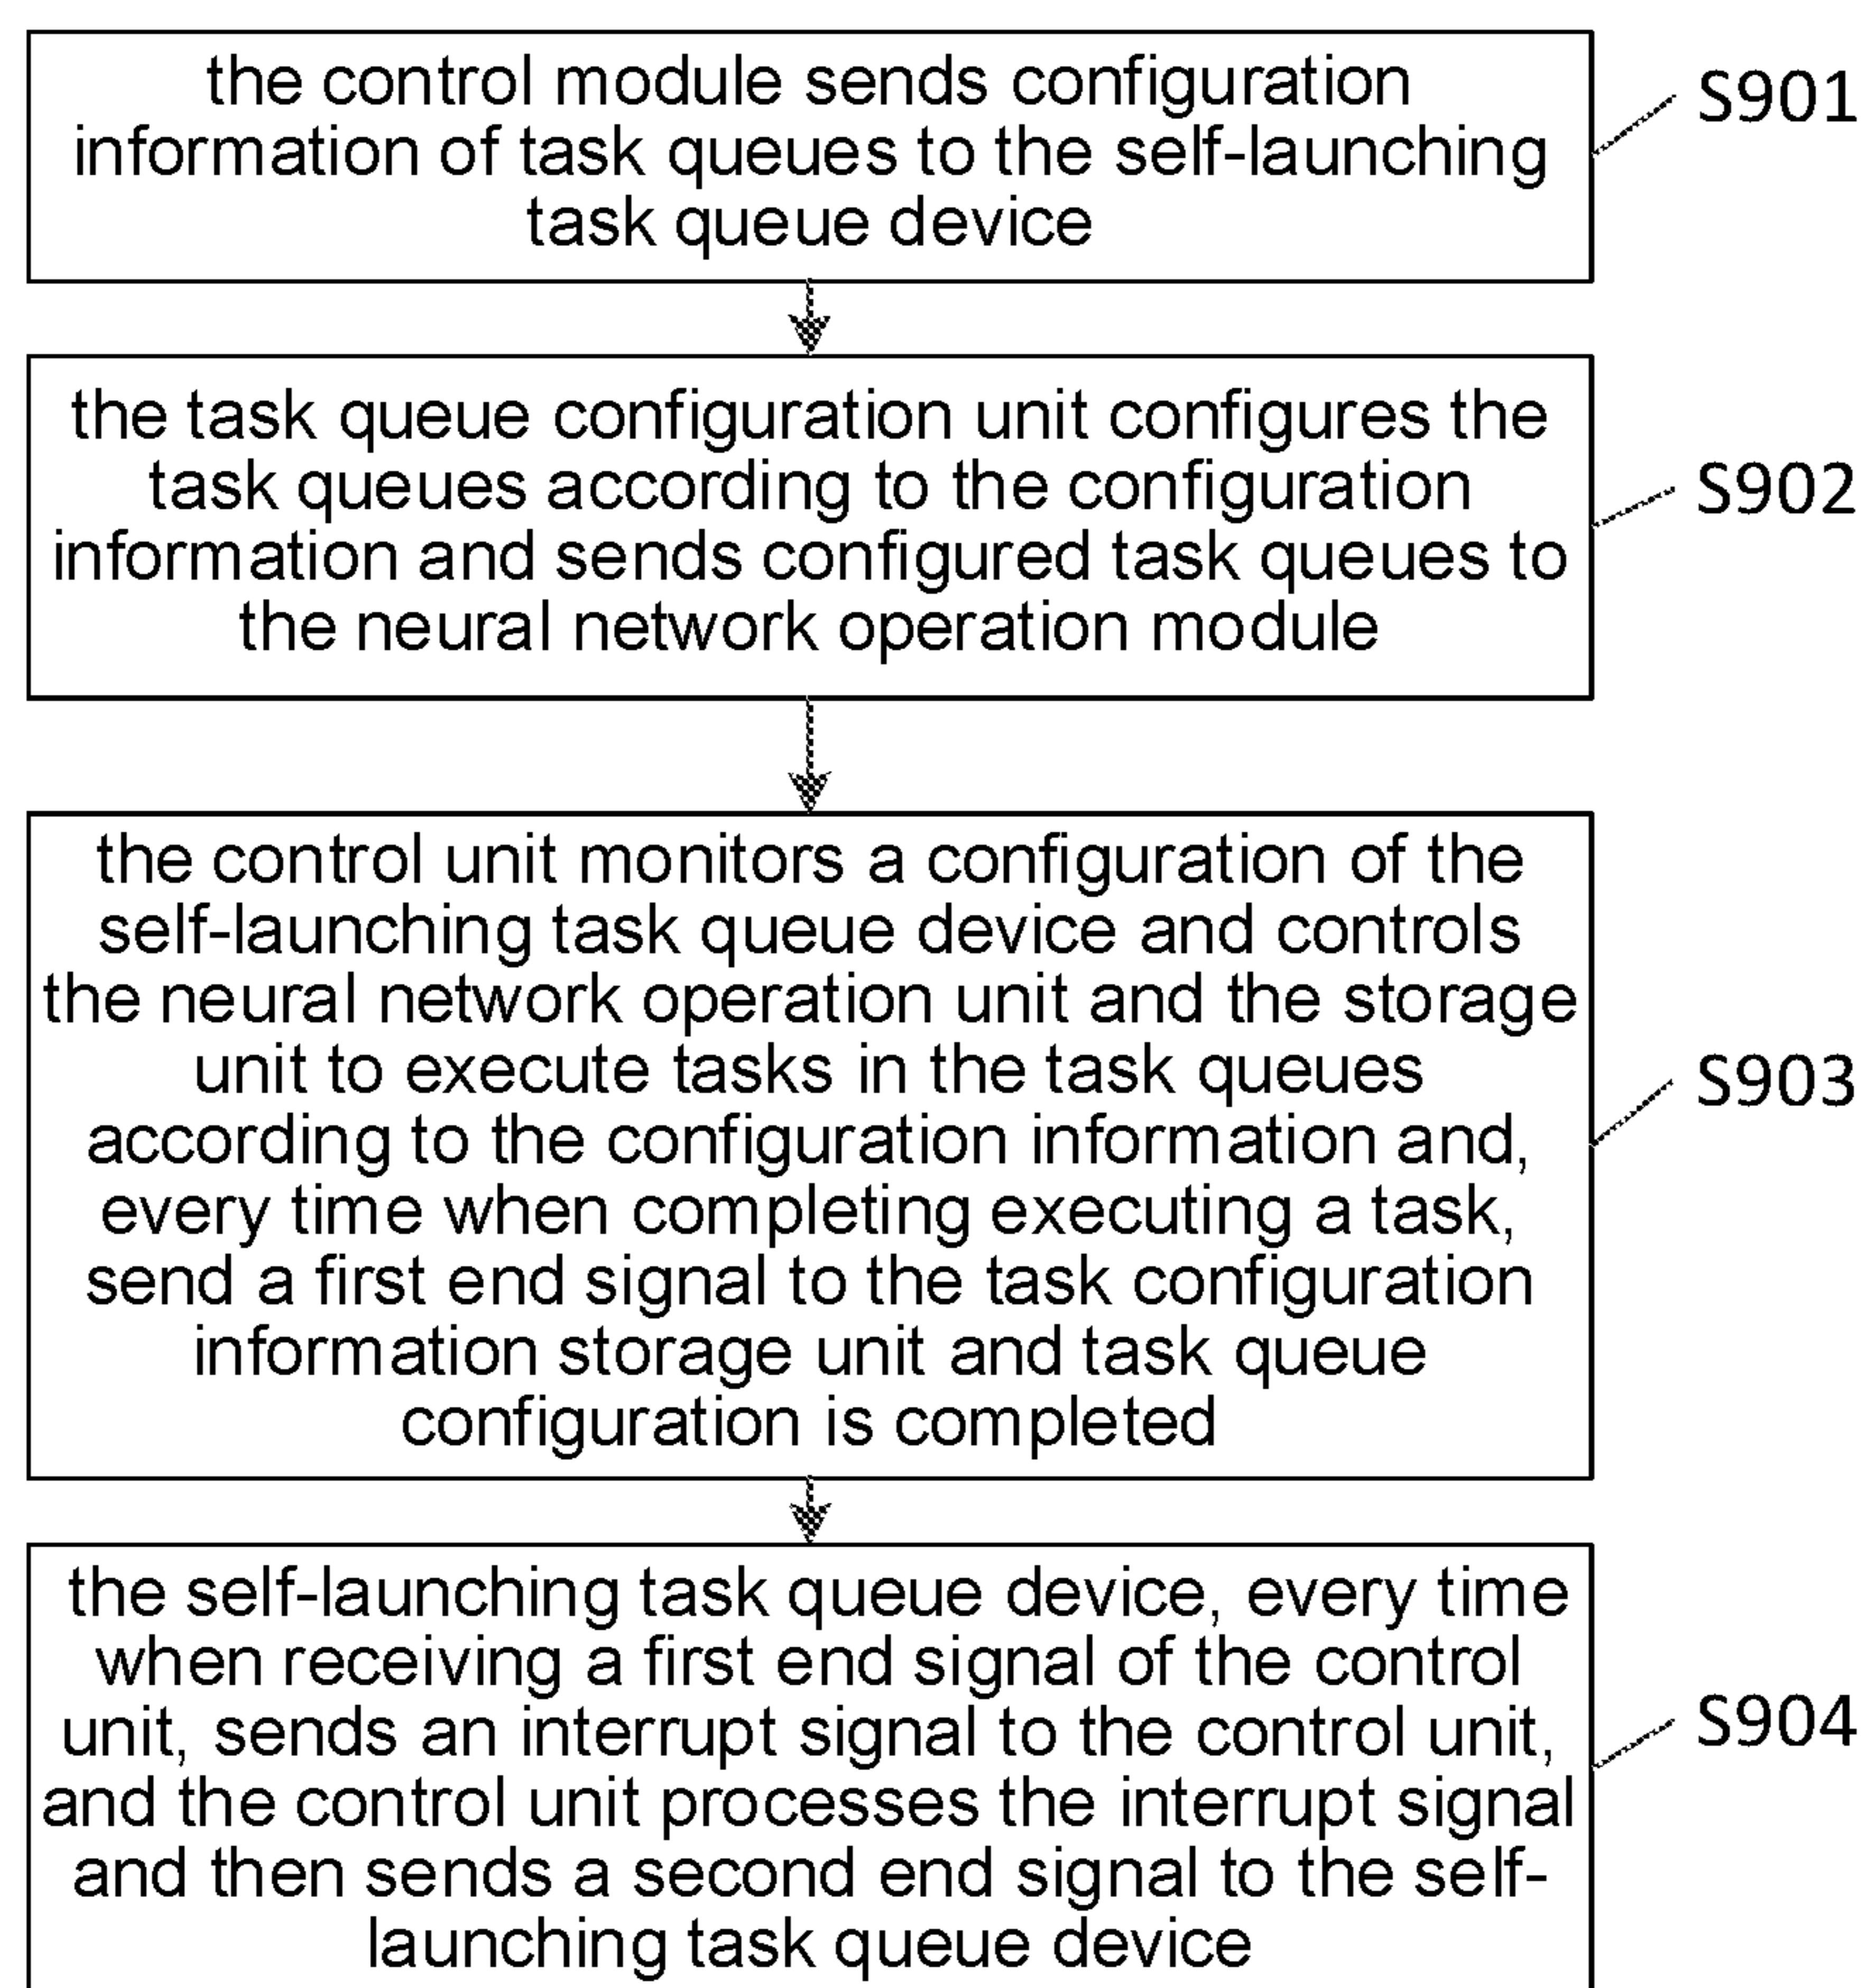 the control module sends configuration
information of task queues to the self-launching
task queue device
S901
the task queue configuration unit configures the
task queues according to the configuration
information and sends configured task queues to
the neural network operation module
S902
the control unit monitors a configuration of the
self-launching task queue device and controls
the neural network operation unit and the storage
unit to execute tasks in the task queues
according to the configuration information and,
every time when completing executing a task,
send a first end signal to the task configuration
information storage unit and task queue
configuration is completed
S903
the self-launching task queue device, every time
when receiving a first end signal of the control
unit, sends an interrupt signal to the control unit,
and the control unit processes the interrupt signal
and then sends a second end signal to the self-
launching task queue device
S904